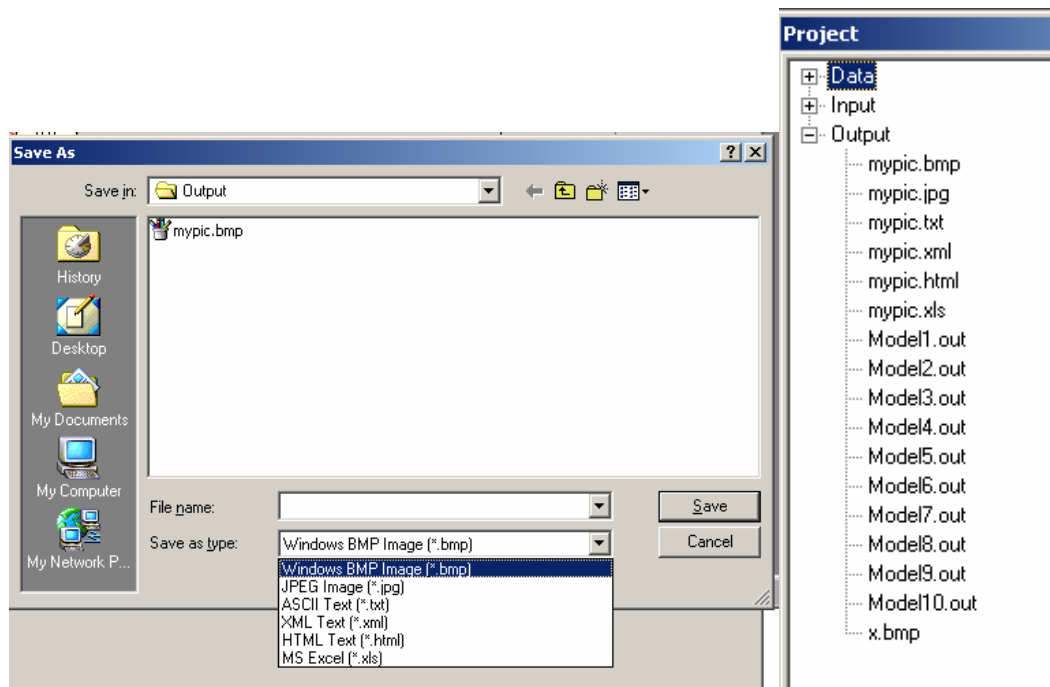 Save As
Save in:
Output
mypic.bmp
History
Desktop
My Documents
My Computer
My Network P...
File name:
Save
Save as type:
Windows BMP Image (*.bmp)
Cancel
Windows BMP Image (*.bmp)
JPEG Image (*.jpg)
ASCII Text (*.txt)
XML Text (*.xml)
HTML Text (*.html)
MS Excel (*.xls)
Project
Data
Input
Output
mypic.bmp
mypic.jpg
mypic.txt
mypic.xml
mypic.html
mypic.xls
Model1.out
Model2.out
Model3.out
Model4.out
Model5.out
Model6.out
Model7.out
Model8.out
Model9.out
Model10.out
x.bmp